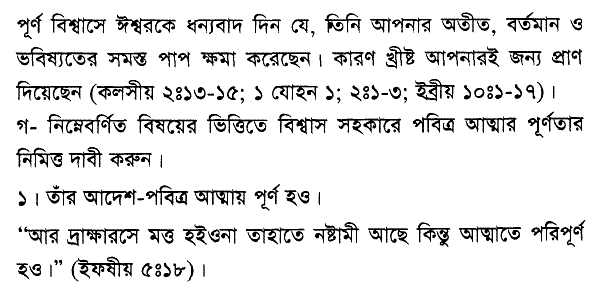 পূর্ণ বিশ্বাসে ঈশ্বরকে ধন্যবাদ দিন যে, তিনি আপনার অতীত, বর্তমান ও
ভবিষ্যতের সমস্ত পাপ ক্ষমা করেছেন। কারণ খ্রীষ্ট আপনারই জন্য প্রাণ
দিয়েছেন (কলসীয় ২ঃ১৩-১৫; ১ যোহন ১; ২ঃ১-৩; ইব্রীয় ১০ঃ১-১৭)।
গ- নিম্নেবর্ণিত বিষয়ের ভিত্তিতে বিশ্বাস সহকারে পবিত্র আত্মার পূর্ণতার
নিমিত্ত দাবী করুন।
১। তাঁর আদেশ-পবিত্র আত্মায় পূর্ণ হও।
“আর দ্রাক্ষারসে মত্ত হইওনা তাহাতে নষ্টামী আছে কিন্তু আত্মাতে পরিপূর্ণ
হও।” (ইফষীয় ৫ঃ১৮)।